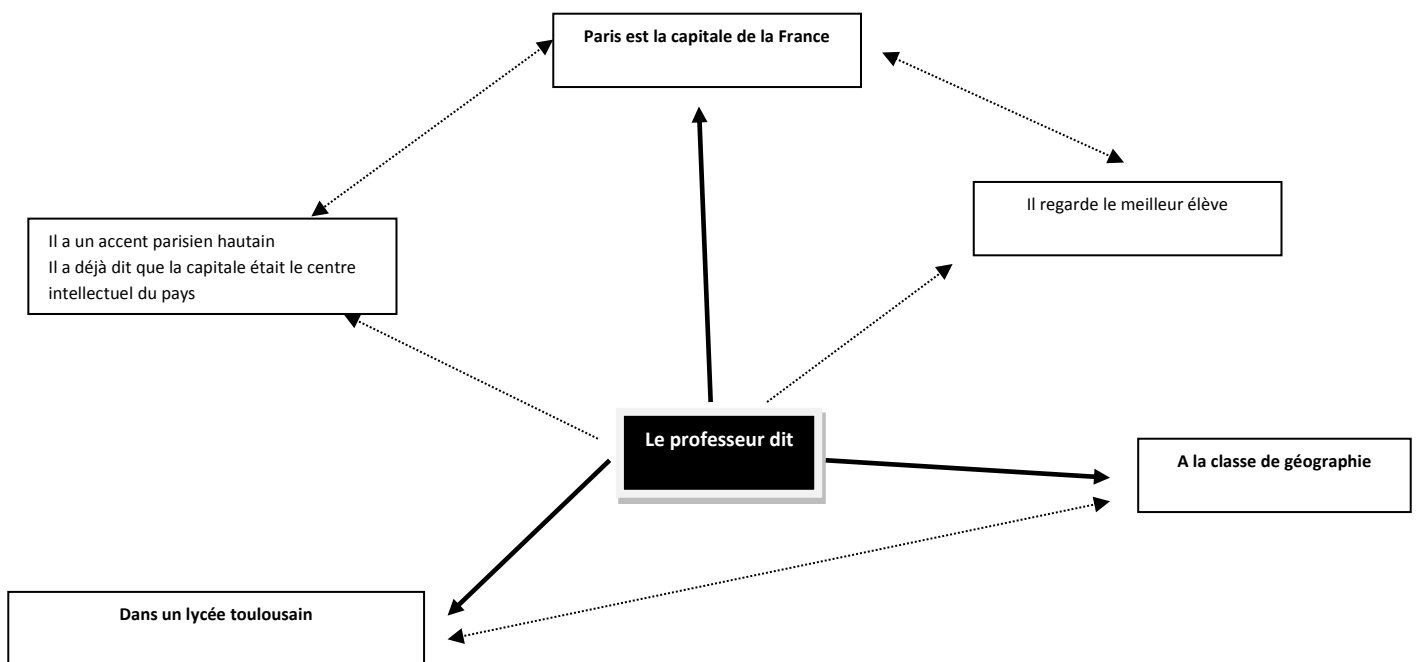 Paris est la capitale de la France
Il regarde le meilleur élève
Il a un accent parisien hautain
Il a déjà dit que la capitale était le centre
intellectuel du pays
Le professeur dit
A la classe de géographie
Dans un lycée toulousain